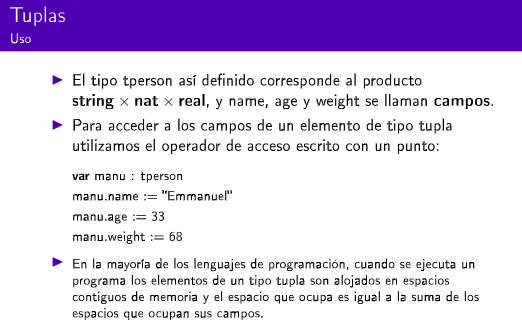 Tuplas
Uso
El tipo tperson así definido corresponde al producto
string × nat × real, y name, age y weight se llaman campos.
Para acceder a los campos de un elemento de tipo tupla
utilizamos el operador de acceso escrito con un punto:
var manu : tperson
manu.name := "Emmanuel"
manu.age := 33
manu.weight := 68
En la mayoría de los lenguajes de programación, cuando se ejecuta un
programa los elementos de un tipo tupla son alojados en espacios
contiguos de memoria y el espacio que ocupa es igual a la suma de los
espacios que ocupan sus campos.